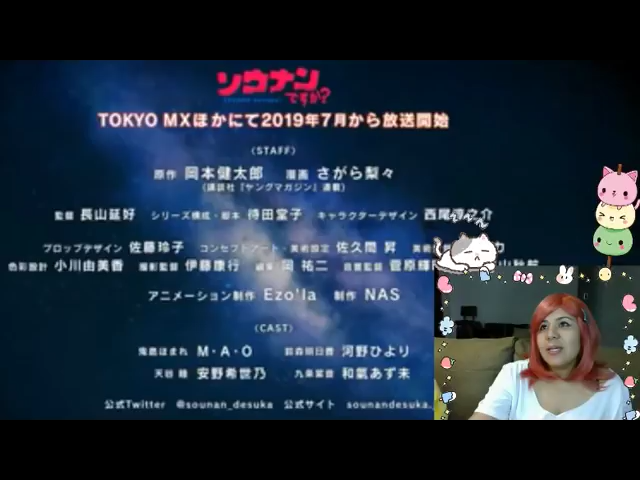 ソウナン
ですか?
TOKYO MXほかにて2019年7月から放送開始
〈STAFF〉
原作 岡本健太郎 漫画 さがら梨々
(講談社『ヤングマガジン』連載)
監督 長山延好 シリーズ構成・脚本 待田堂子 キャラクターデザイン 西尾 之介
プロップデザイン 佐藤玲子 コンセプトアート・美術設定 佐久間 昇 美術
色彩設計 小川由美香 撮影監督 伊藤康行 編集 岡 祐二 音響監督 菅原輝
アニメーション制作 Ezo'la 制作 NAS
〈CAST〉
鬼島ほまれ M・A・O 鈴森明日香 河野ひより
天谷 睦 安野希世乃 九条紫音 和氣あず未
公式Twitter @sounan_desuka 公式サイト sounandesuka.